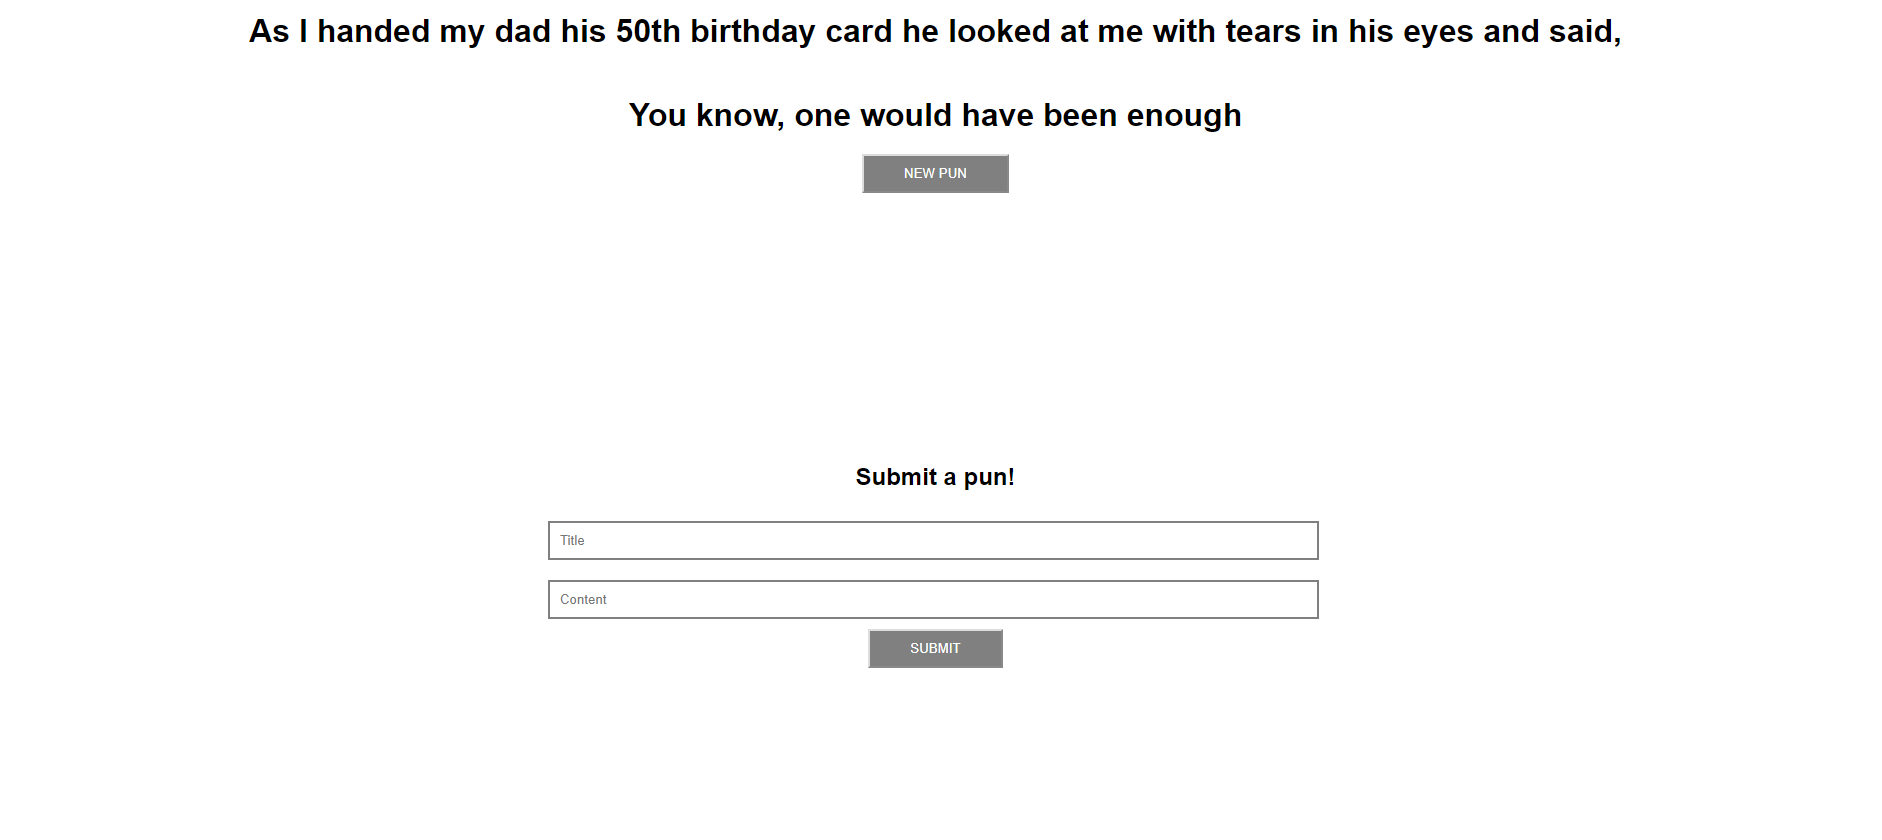 As I handed my dad his 50th birthday card he looked at me with tears in his eyes and said,
You know, one would have been enough
NEW PUN
Submit a pun!
Title
Content
SUBMIT